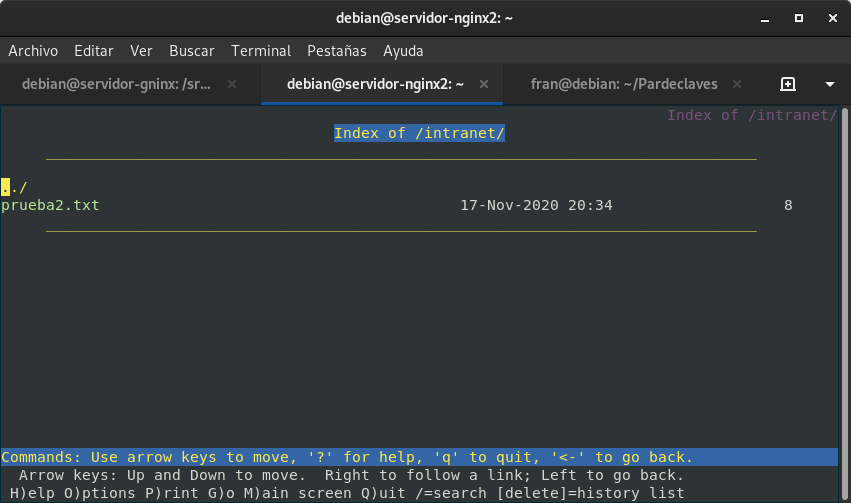 debian@servidor-nginx2: ~
Archivo Editar Ver Buscar Terminal Pestañas Ayuda
debian@servidor-gninx: /sr... debian@servidor-nginx2: ~ fran@debian: ~/Pardeclaves
Index of /intranet/
Index of /intranet/
../
prueba2.txt 17-Nov-2020 20:34 8
Commands: Use arrow keys to move, '?' for help, 'q' to quit, '<-' to go back.
Arrow keys: Up and Down to move. Right to follow a link; Left to go back.
H)elp O)ptions P)rint G)o M)ain screen Q)uit /=search [delete]=history list